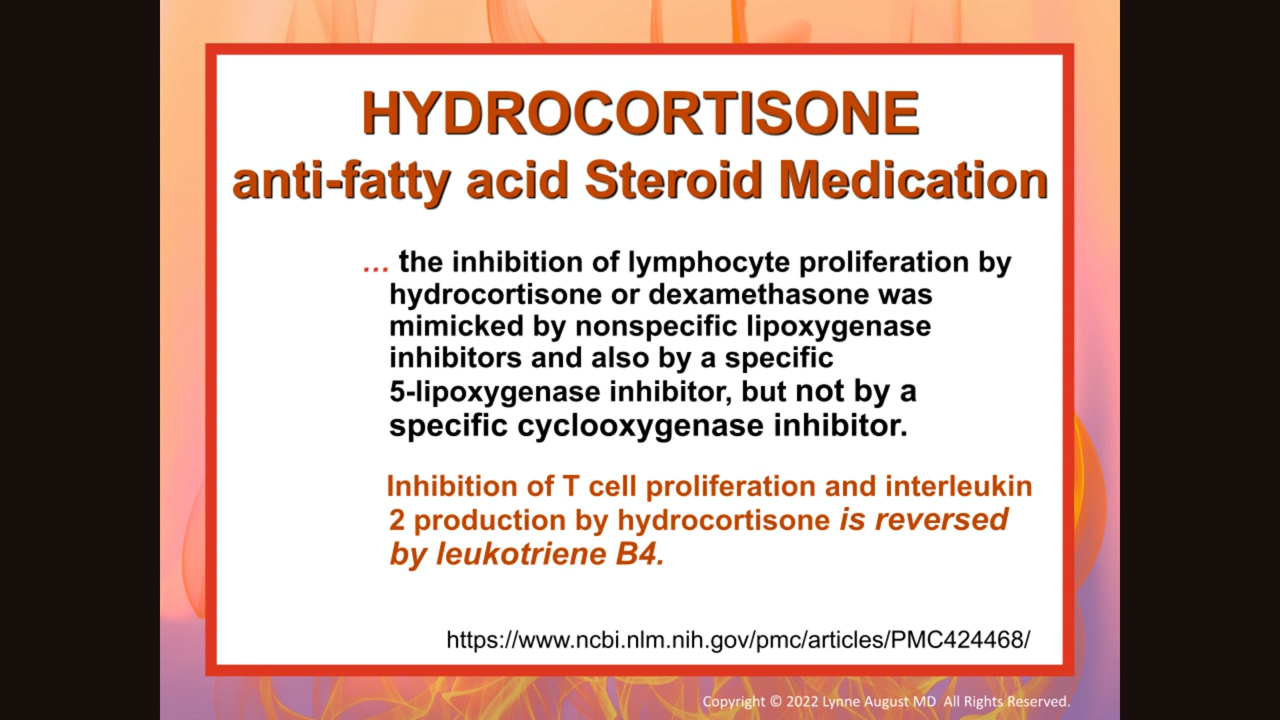 HYDROCORTISONE
anti-fatty acid Steroid Medication
... the inhibition of lymphocyte proliferation by
hydrocortisone or dexamethasone was
mimicked by nonspecific lipoxygenase
inhibitors and also by a specific
5-lipoxygenase inhibitor, but not by a
specific cyclooxygenase inhibitor.
Inhibition of T cell proliferation and interleukin
2 production by hydrocortisone is reversed
by leukotriene B4.
https://www.ncbi.nlm.nih.gov/pmc/articles/PMC424468/
Copyright © 2022 Lynne August MD All Rights Reserved.